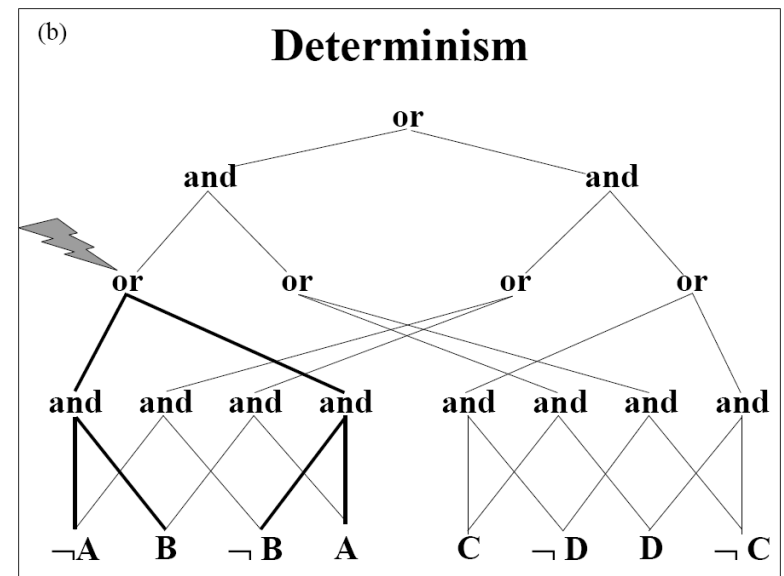 (b)
Determinism
or
and and
or or or or
and and and and and and and and
¬A B ¬B A C ¬D D ¬C